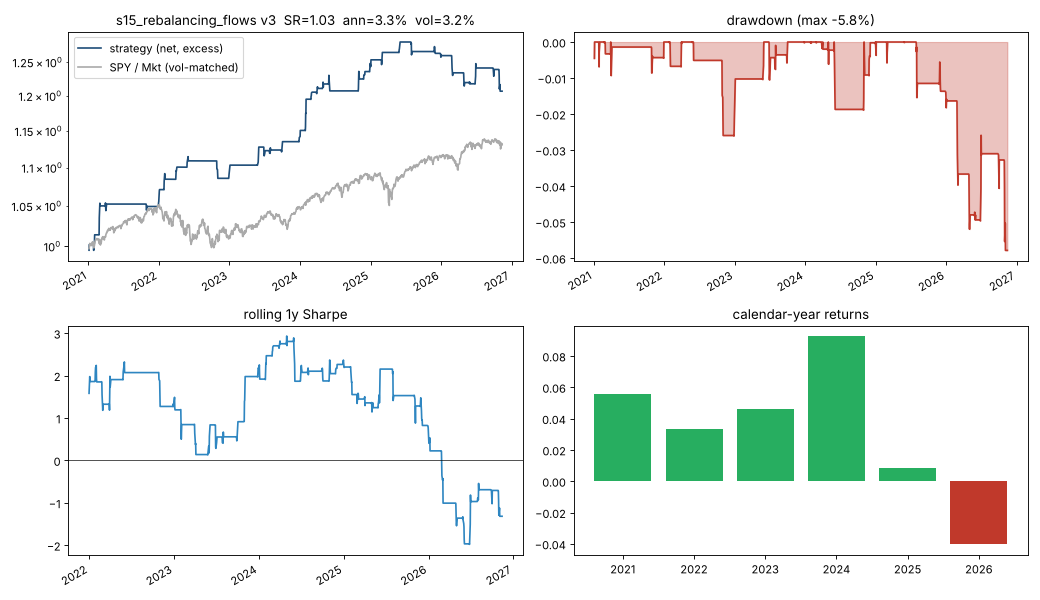 s15_rebalancing_flows v3  SR=1.03  ann=3.3%  vol=3.2%
strategy (net, excess)
SPY / Mkt (vol-matched)
1.25 × 10⁰
1.2 × 10⁰
1.15 × 10⁰
1.1 × 10⁰
1.05 × 10⁰
10⁰
2021 2022 2023 2024 2025 2026 2027
drawdown (max -5.8%)
0.00
−0.01
−0.02
−0.03
−0.04
−0.05
−0.06
2021 2022 2023 2024 2025 2026 2027
rolling 1y Sharpe
3
2
1
0
−1
−2
2022 2023 2024 2025 2026 2027
calendar-year returns
0.08
0.06
0.04
0.02
0.00
−0.02
−0.04
2021 2022 2023 2024 2025 2026